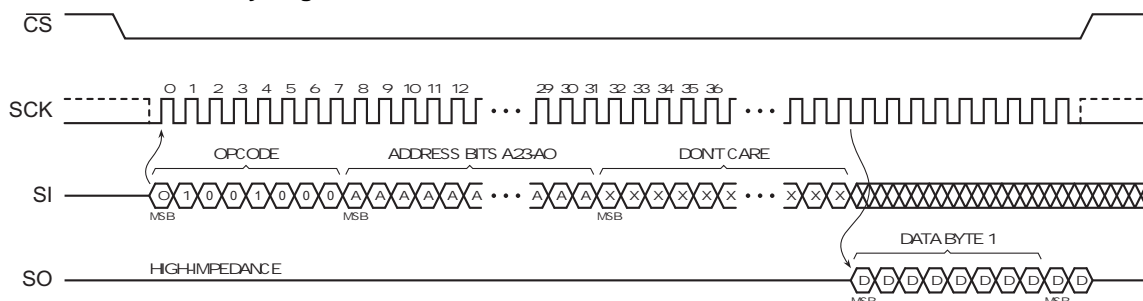 CS
SCK
0 1 2 3 4 5 6 7 8 9 10 11 12 29 30 31 32 33 34 35 36
OPCODE ADDRESS BITS A23-A0 DON'T CARE
SI 0 1 0 0 1 0 0 0 A A A A A A A A A X X X X X X X X X
MSB MSB MSB
DATA BYTE 1
SO HIGH-IMPEDANCE D D D D D D D D D D
MSB MSB